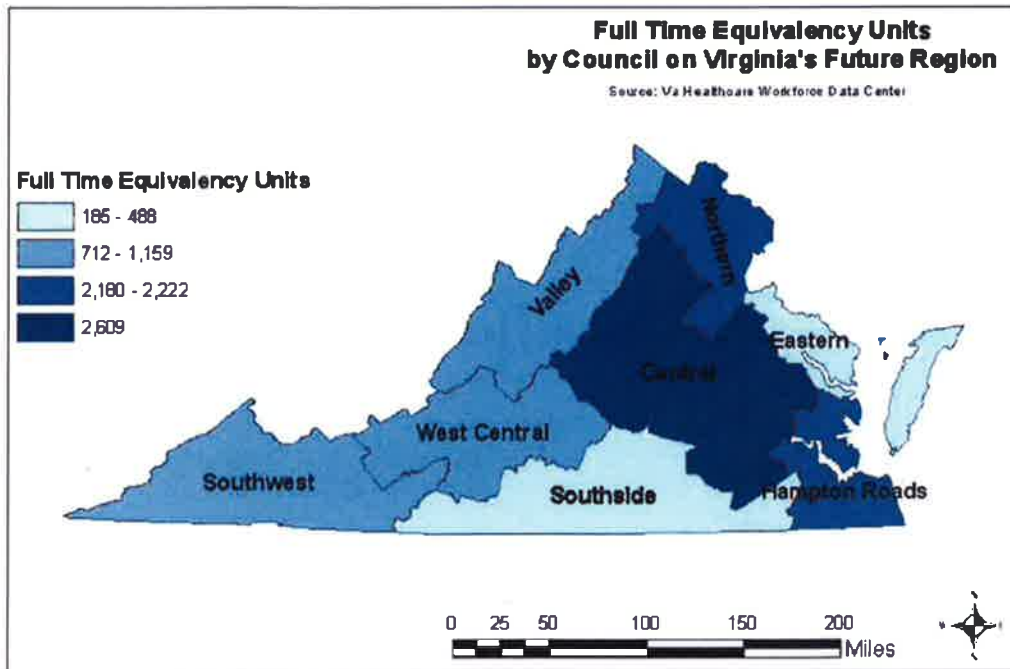 Full Time Equivalency Units
by Council on Virginia's Future Region
Source: Va Healthcare Workforce Data Center
Full Time Equivalency Units
185 - 488
712 - 1,159
2,180 - 2,222
2,609
Northern
Valley
Eastern
Central
West Central
Southwest
Southside
Hampton Roads
0 25 50 100 150 200
Miles